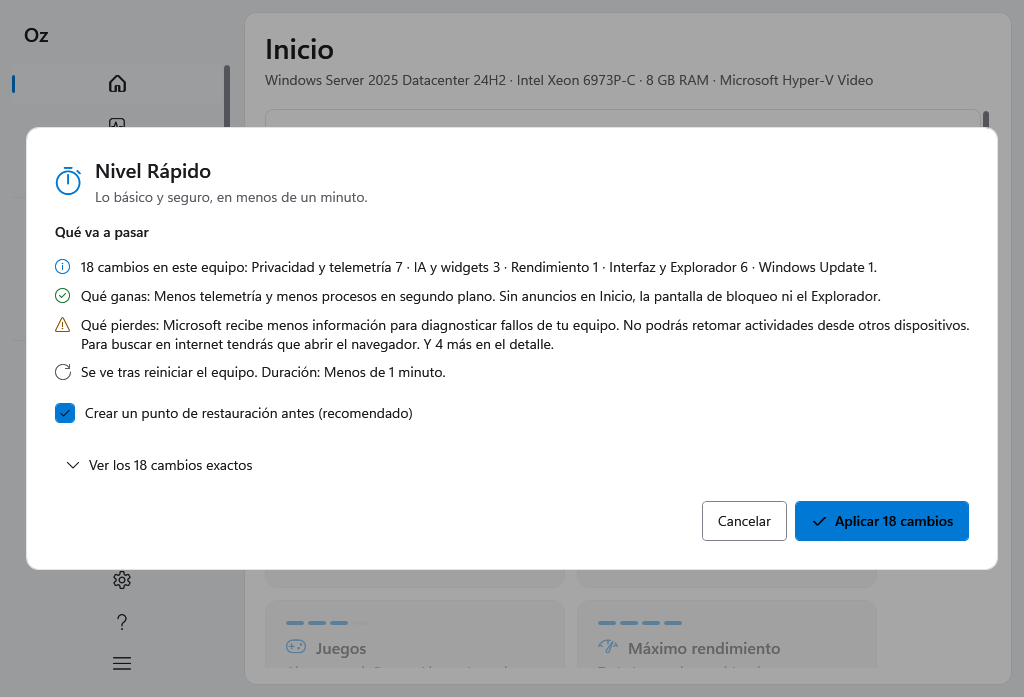 Oz
Inicio
Windows Server 2025 Datacenter 24H2 · Intel Xeon 6973P-C · 8 GB RAM · Microsoft Hyper-V Video
Nivel Rápido
Lo básico y seguro, en menos de un minuto.
Qué va a pasar
18 cambios en este equipo: Privacidad y telemetría 7 · IA y widgets 3 · Rendimiento 1 · Interfaz y Explorador 6 · Windows Update 1.
Qué ganas: Menos telemetría y menos procesos en segundo plano. Sin anuncios en Inicio, la pantalla de bloqueo ni el Explorador.
Qué pierdes: Microsoft recibe menos información para diagnosticar fallos de tu equipo. No podrás retomar actividades desde otros dispositivos.
Para buscar en internet tendrás que abrir el navegador. Y 4 más en el detalle.
Se ve tras reiniciar el equipo. Duración: Menos de 1 minuto.
Crear un punto de restauración antes (recomendado)
Ver los 18 cambios exactos
Cancelar
Aplicar 18 cambios
Juegos
Máximo rendimiento